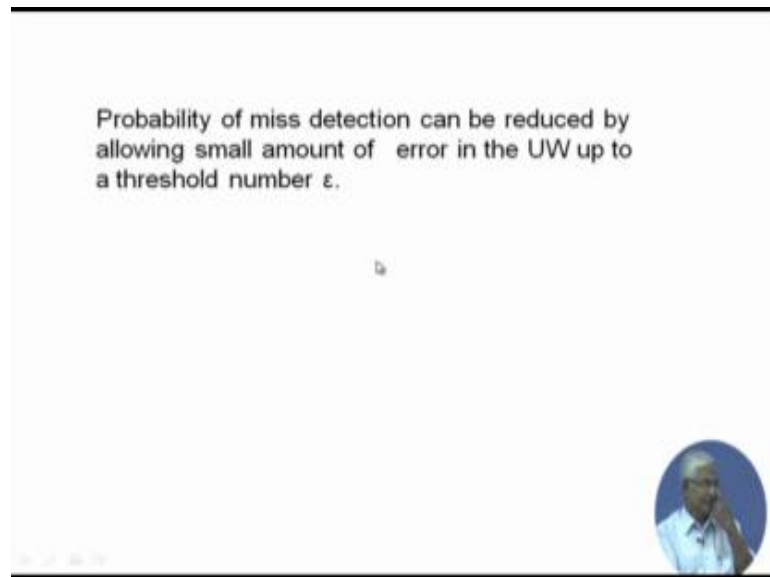 Probability of miss detection can be reduced by
allowing small amount of error in the UW up to
a threshold number ε.